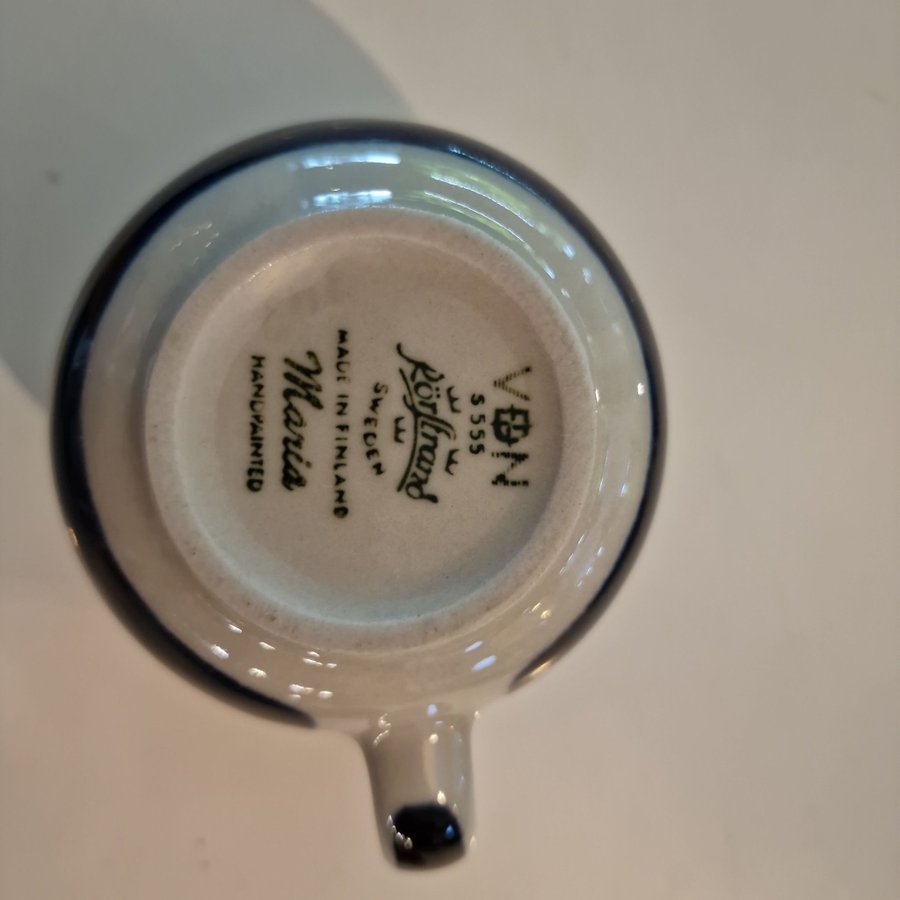 VDN
S 555
Rörstrand
SWEDEN
MADE IN FINLAND
Maria
HANDPAINTED